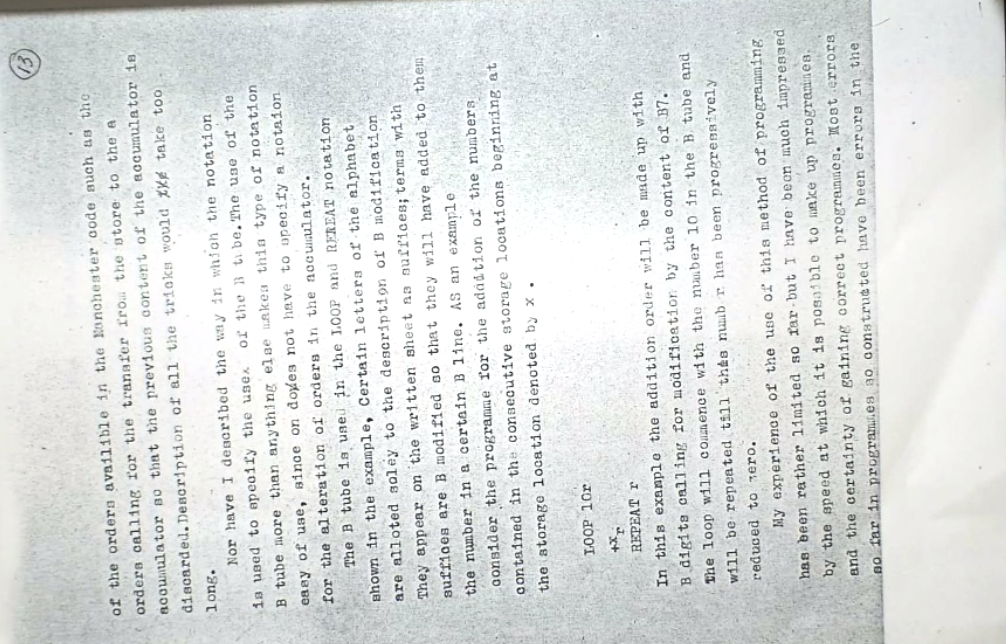 13
of the orders availible in the Manchester code such as the
orders calling for the transfer from the store to the a
accumulator so that the previous content of the accumulator is
discarded.Description of all the tricks would take too
long.
Nor have I described the way in which the notation
is used to specify the use of the B tube.The use of the
B tube more than anything else makes this type of notation
easy of use, since on does not have to specify a notaion
for the alteration of orders in the accumulator.
The B tube is used in the LOOP and REPEAT notation
shown in the example, Certain letters of the alphabet
are alloted soley to the description of B modification
They appear on the written sheet as suffices; terms with
suffices are B modified so that they will have added to them
the number in a certain B line. AS an example
consider the programme for the addition of the numbers
contained in the consecutive storage locations beginning at
the storage location denoted by x .
LOOP 10r
+xr
REPEAT r
In this example the addition order will be made up with
B digits calling for modification by the content of B7.
The loop will commence with the number 10 in the B tube and
will be repeated till this numb r has been progressively
reduced to zero.
My experience of the use of this method of programming
has been rather limited so far but I have been much impressed
by the speed at which it is possible to make up programmes
and the certainty of gaining correct programmes. Most errors
so far in programmes so constructed have been errors in the